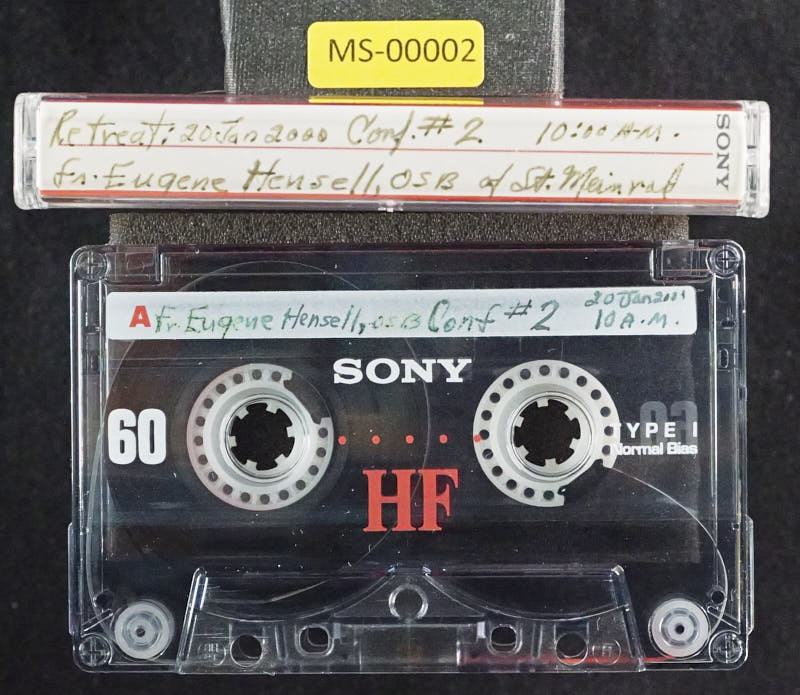 MS-00002
Retreat: 20 Jan 2000 Conf. #2 10:00 A.M.
SONY
Fr. Eugene Hensell, OSB of St. Meinrad
A Fr. Eugene Hensell, OSB Conf #2 20 Jan
10 A.M.
SONY
60
TYPE I
Normal Bias
HF